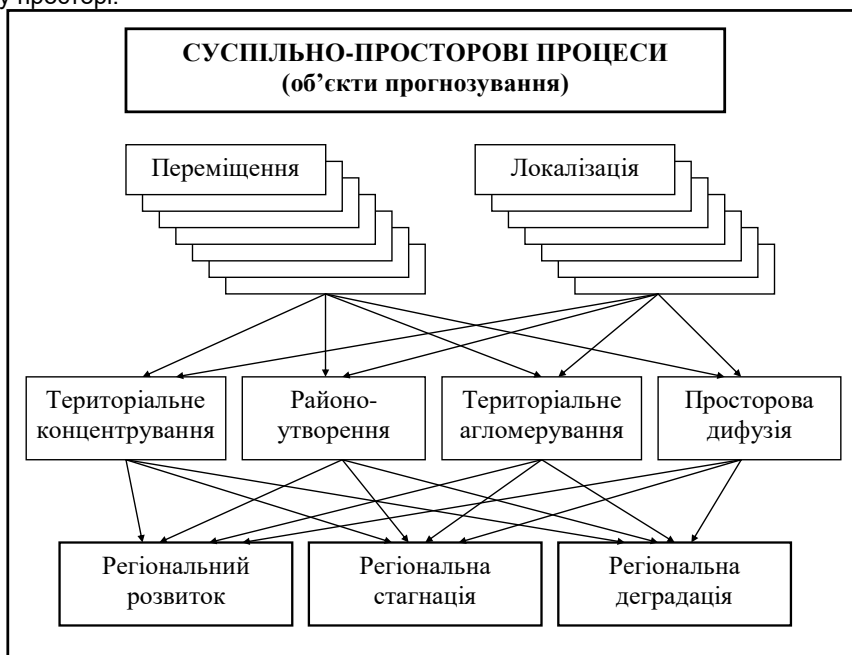 у просторі.
СУСПІЛЬНО-ПРОСТОРОВІ ПРОЦЕСИ
(об’єкти прогнозування)
Переміщення
Локалізація
Територіальне
концентрування
Районо-
утворення
Територіальне
агломерування
Просторова
дифузія
Регіональний
розвиток
Регіональна
стагнація
Регіональна
деградація